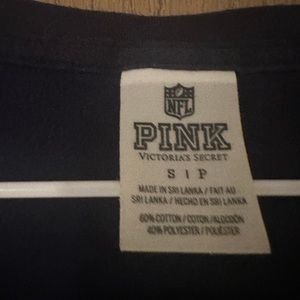 NFL
PINK
VICTORIA'S SECRET
S | P
MADE IN SRI LANKA / FAIT AU
SRI LANKA / HECHO EN SRI LANKA
60% COTTON / COTON / ALGODÓN
40% POLYESTER / POLIÉSTER